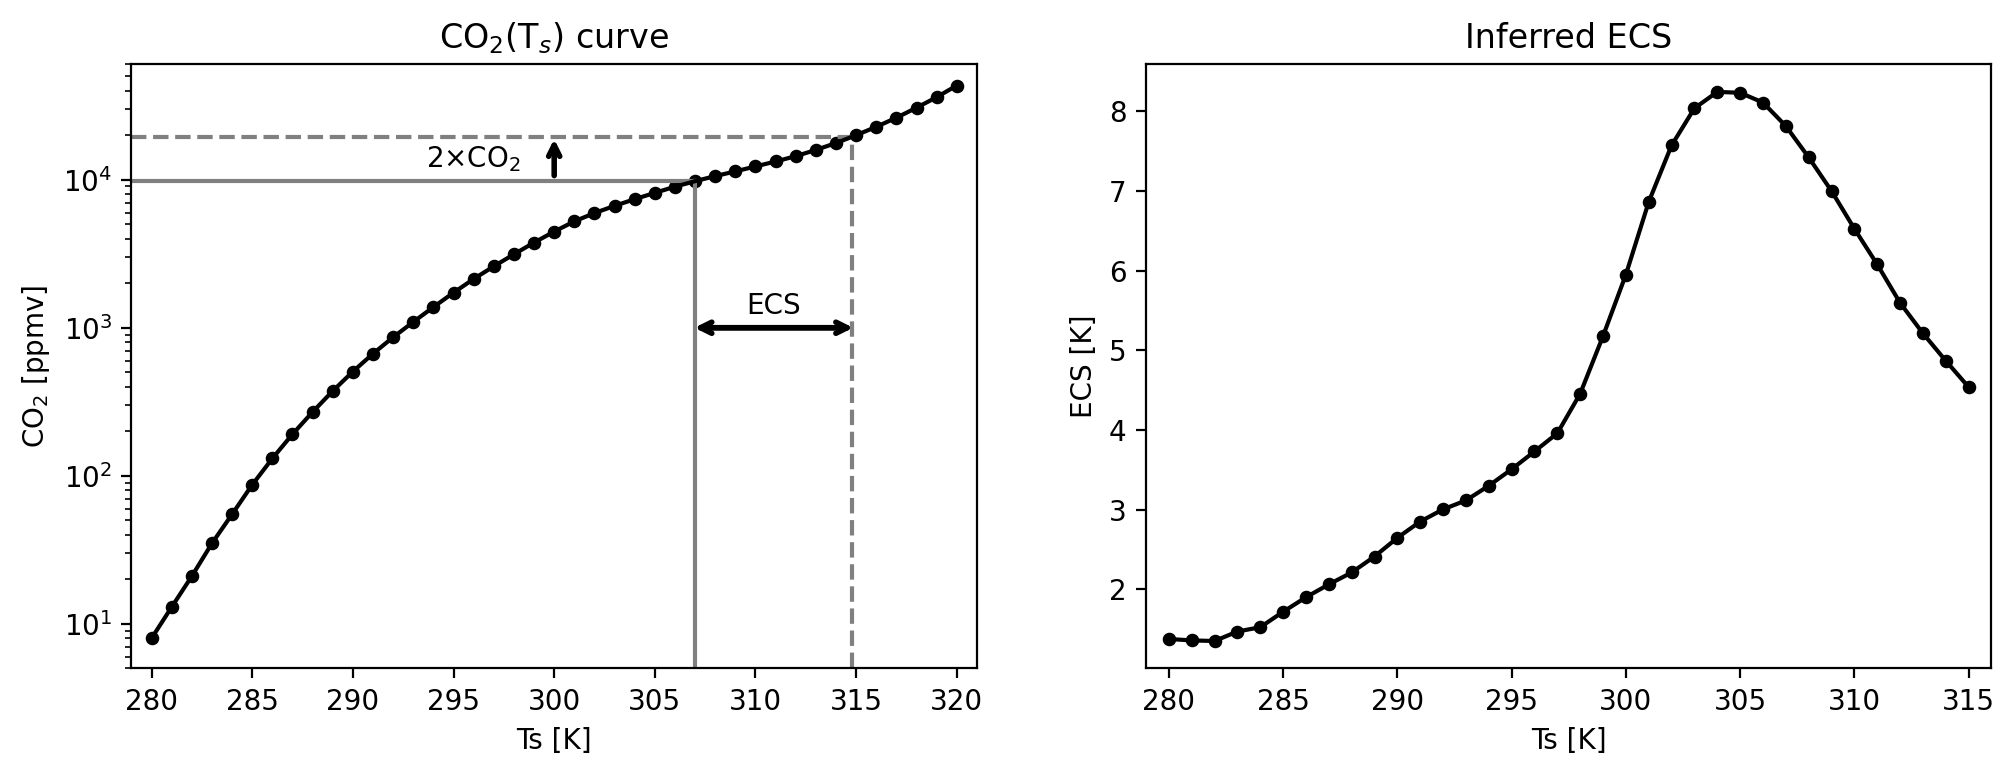 CO₂(Tₛ) curve
CO₂ [ppmv]
10⁴
10³
10²
10¹
2×CO₂
ECS
280 285 290 295 300 305 310 315 320
Ts [K]
Inferred ECS
ECS [K]
8
7
6
5
4
3
2
280 285 290 295 300 305 310 315
Ts [K]